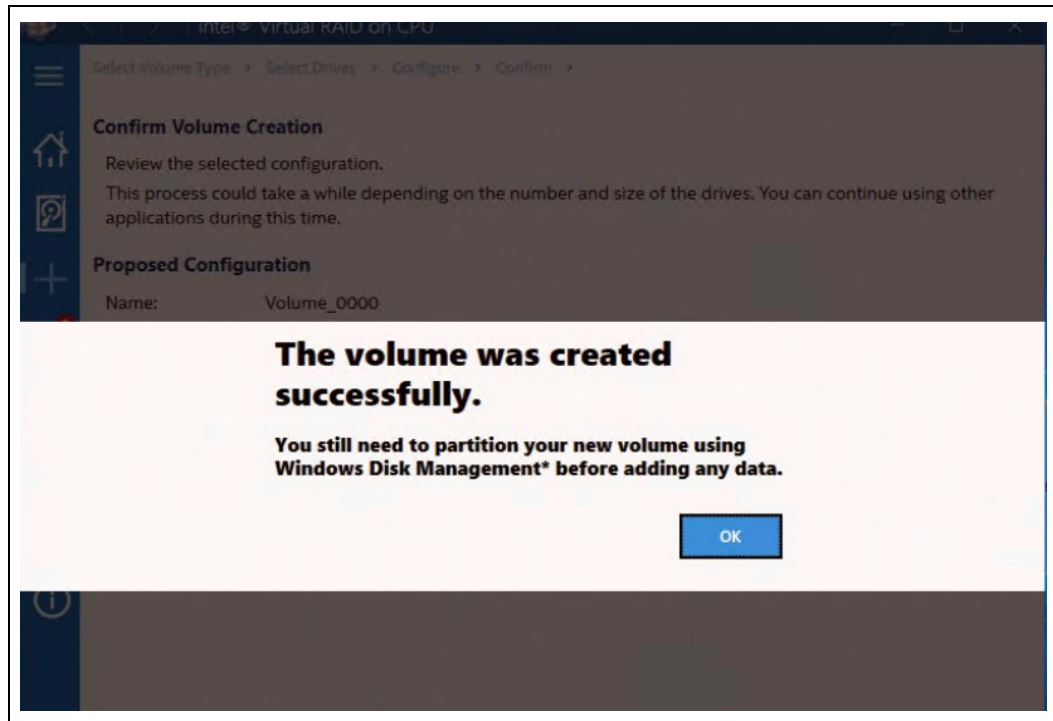 Intel® Virtual RAID on CPU
Select Volume Type > Select Drives > Configure > Confirm >
Confirm Volume Creation
Review the selected configuration.
This process could take a while depending on the number and size of the drives. You can continue using other
applications during this time.
Proposed Configuration
Name: Volume_0000
The volume was created
successfully.
You still need to partition your new volume using
Windows Disk Management* before adding any data.
OK